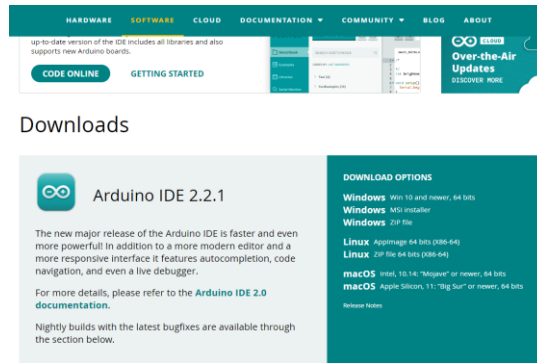 HARDWARE SOFTWARE CLOUD DOCUMENTATION COMMUNITY BLOG ABOUT
up-to-date version of the IDE includes all libraries and also
supports new Arduino boards.
CODE ONLINE GETTING STARTED
CLOUD
Over-the-Air
Updates
DISCOVER MORE
Downloads
Arduino IDE 2.2.1
The new major release of the Arduino IDE is faster and even
more powerful! In addition to a more modern editor and a
more responsive interface it features autocompletion, code
navigation, and even a live debugger.
For more details, please refer to the Arduino IDE 2.0
documentation.
Nightly builds with the latest bugfixes are available through
the section below.
DOWNLOAD OPTIONS
Windows Win 10 and newer, 64 bits
Windows MSI installer
Windows ZIP file
Linux AppImage 64 bits (X86-64)
Linux ZIP file 64 bits (X86-64)
macOS Intel, 10.14: "Mojave" or newer, 64 bits
macOS Apple Silicon, 11: "Big Sur" or newer, 64 bits
Release Notes